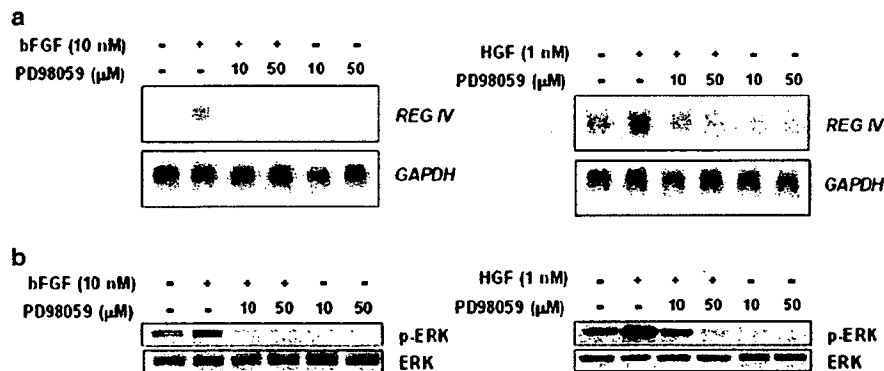 a
bFGF (10 nM) - + + + - -
PD98059 (µM) - - 10 50 10 50
REG IV
GAPDH
HGF (1 nM) - + + + - -
PD98059 (µM) - - 10 50 10 50
REG IV
GAPDH
b
bFGF (10 nM) - + + + - -
PD98059 (µM) - - 10 50 10 50
p-ERK
ERK
HGF (1 nM) - + + + - -
PD98059 (µM) - - 10 50 10 50
p-ERK
ERK